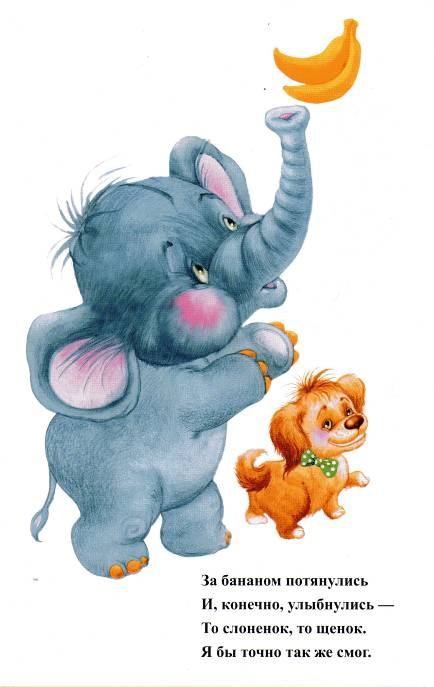 За бананом потянулись
И, конечно, улыбнулись —
То слоненок, то щенок.
Я бы точно так же смог.